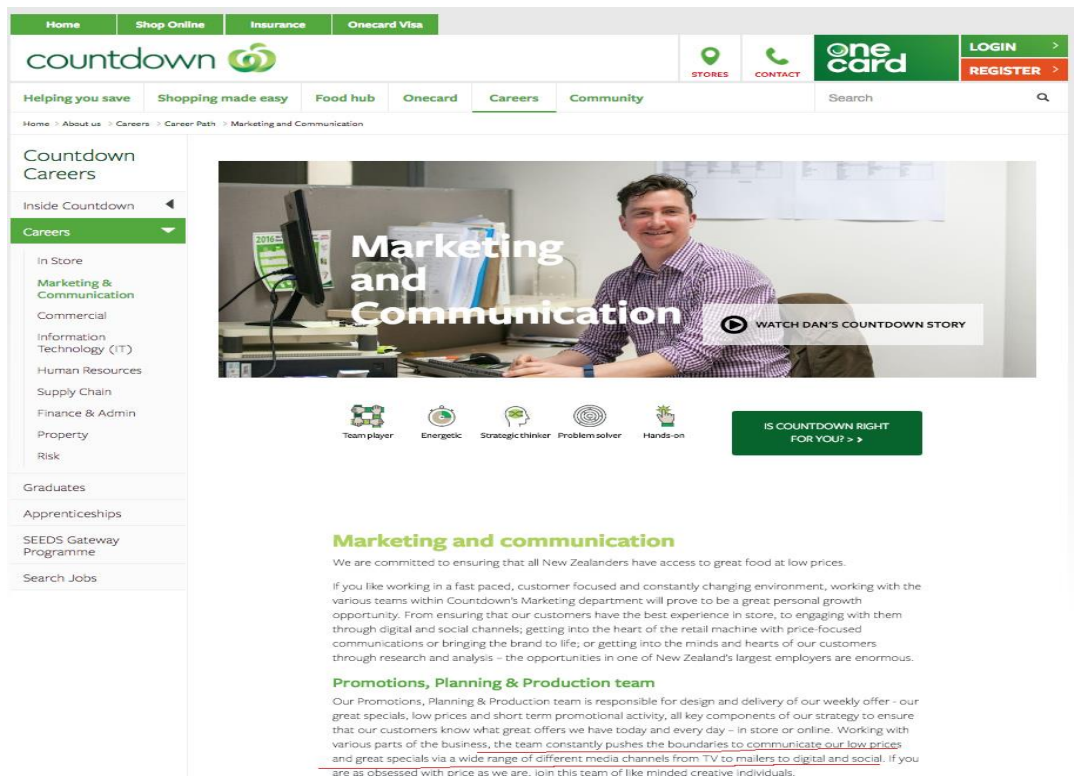 Home Shop Online Insurance Onecard Visa
countdown
STORES
CONTACT
one
card
LOGIN >
REGISTER >
Helping you save Shopping made easy Food hub Onecard Careers Community
Search
Home > About us > Careers > Career Path > Marketing and Communication
Countdown
Careers
Inside Countdown
Careers
In Store
Marketing &
Communication
Commercial
Information
Technology (IT)
Human Resources
Supply Chain
Finance & Admin
Property
Risk
Graduates
Apprenticeships
SEEDS Gateway
Programme
Search Jobs
2016
Marketing
and
Communication
WATCH DAN'S COUNTDOWN STORY
Team player Energetic Strategic thinker Problem solver Hands-on
IS COUNTDOWN RIGHT
FOR YOU? > >
Marketing and communication
We are committed to ensuring that all New Zealanders have access to great food at low prices.
If you like working in a fast paced, customer focused and constantly changing environment, working with the
various teams within Countdown's Marketing department will prove to be a great personal growth
opportunity. From ensuring that our customers have the best experience in store, to engaging with them
through digital and social channels; getting into the heart of the retail machine with price-focused
communications or bringing the brand to life; or getting into the minds and hearts of our customers
through research and analysis – the opportunities in one of New Zealand's largest employers are enormous.
Promotions, Planning & Production team
Our Promotions, Planning & Production team is responsible for design and delivery of our weekly offer - our
great specials, low prices and short term promotional activity, all key components of our strategy to ensure
that our customers know what great offers we have today and every day – in store or online. Working with
various parts of the business, the team constantly pushes the boundaries to communicate our low prices
and great specials via a wide range of different media channels from TV to mailers to digital and social. If you
are as obsessed with price as we are, join this team of like minded creative individuals.